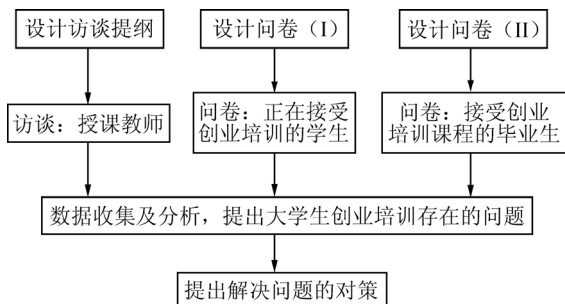 设计访谈提纲
设计问卷（I）
设计问卷（II）
访谈：授课教师
问卷：正在接受
创业培训的学生
问卷：接受创业
培训课程的毕业生
数据收集及分析，提出大学生创业培训存在的问题
提出解决问题的对策